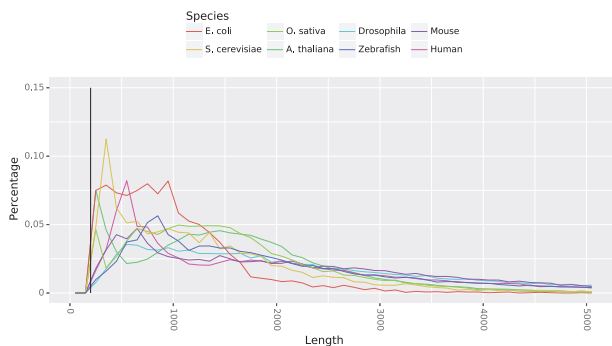 Species
E. coli O. sativa Drosophila Mouse
S. cerevisiae A. thaliana Zebrafish Human
0.15
0.10
0.05
0
Percentage
0 1000 2000 3000 4000 5000
Length